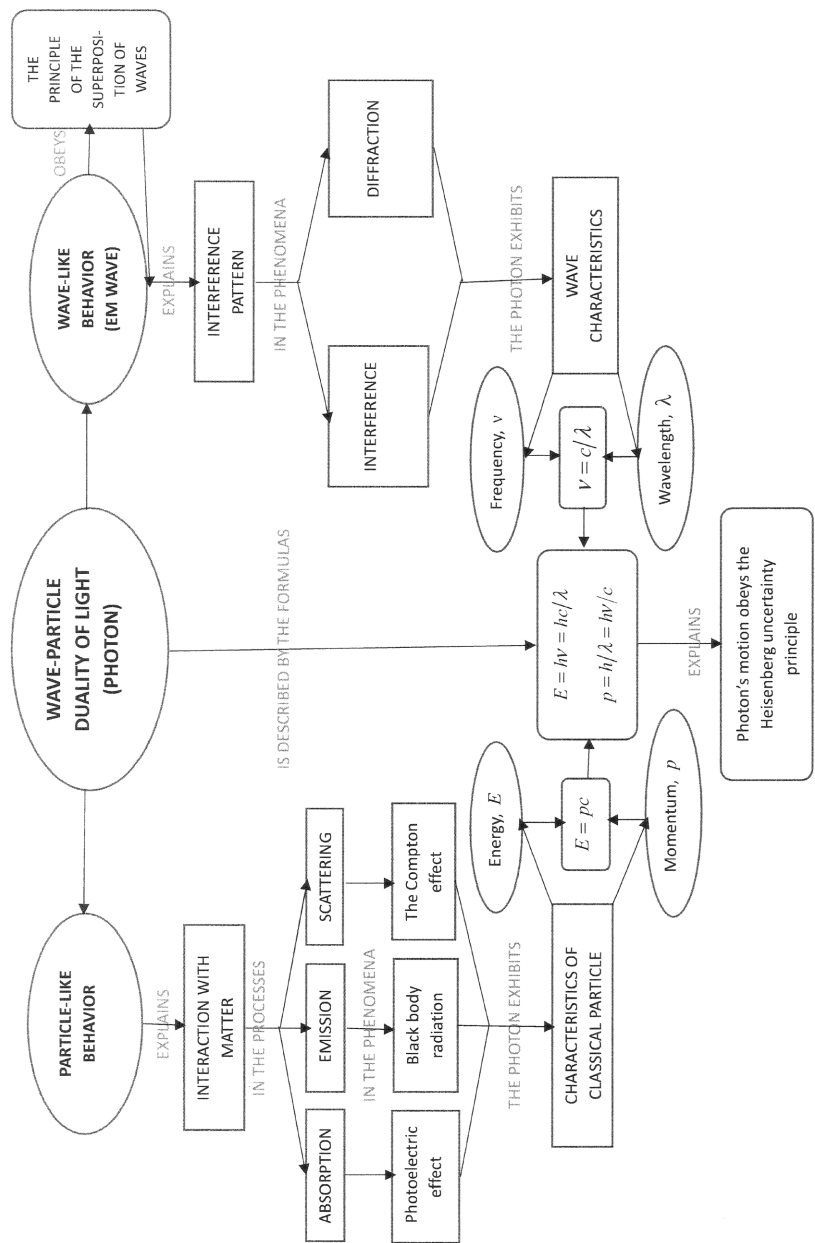 WAVE-PARTICLE
DUALITY OF LIGHT
(PHOTON)
PARTICLE-LIKE
BEHAVIOR
EXPLAINS
INTERACTION WITH
MATTER
IN THE PROCESSES
ABSORPTION
EMISSION
SCATTERING
IN THE PHENOMENA
Photoelectric
effect
Black body
radiation
The Compton
effect
THE PHOTON EXHIBITS
CHARACTERISTICS OF
CLASSICAL PARTICLE
Energy, E
E = pc
Momentum, p
IS DESCRIBED BY THE FORMULAS
E = hν = hc/λ
p = h/λ = hν/c
EXPLAINS
Photon's motion obeys the
Heisenberg uncertainty
principle
WAVE-LIKE
BEHAVIOR
(EM WAVE)
OBEYS
THE
PRINCIPLE
OF THE
SUPERPOSI-
TION OF
WAVES
EXPLAINS
INTERFERENCE
PATTERN
IN THE PHENOMENA
INTERFERENCE
DIFFRACTION
THE PHOTON EXHIBITS
WAVE
CHARACTERISTICS
Frequency, ν
ν = c/λ
Wavelength, λ